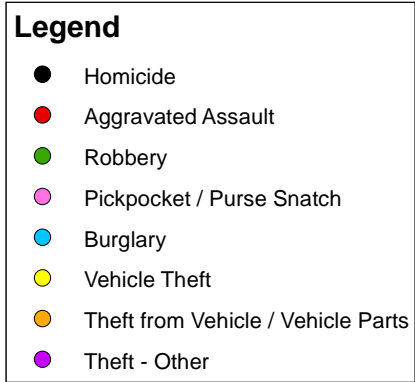 Legend
Homicide
Aggravated Assault
Robbery
Pickpocket / Purse Snatch
Burglary
Vehicle Theft
Theft from Vehicle / Vehicle Parts
Theft - Other